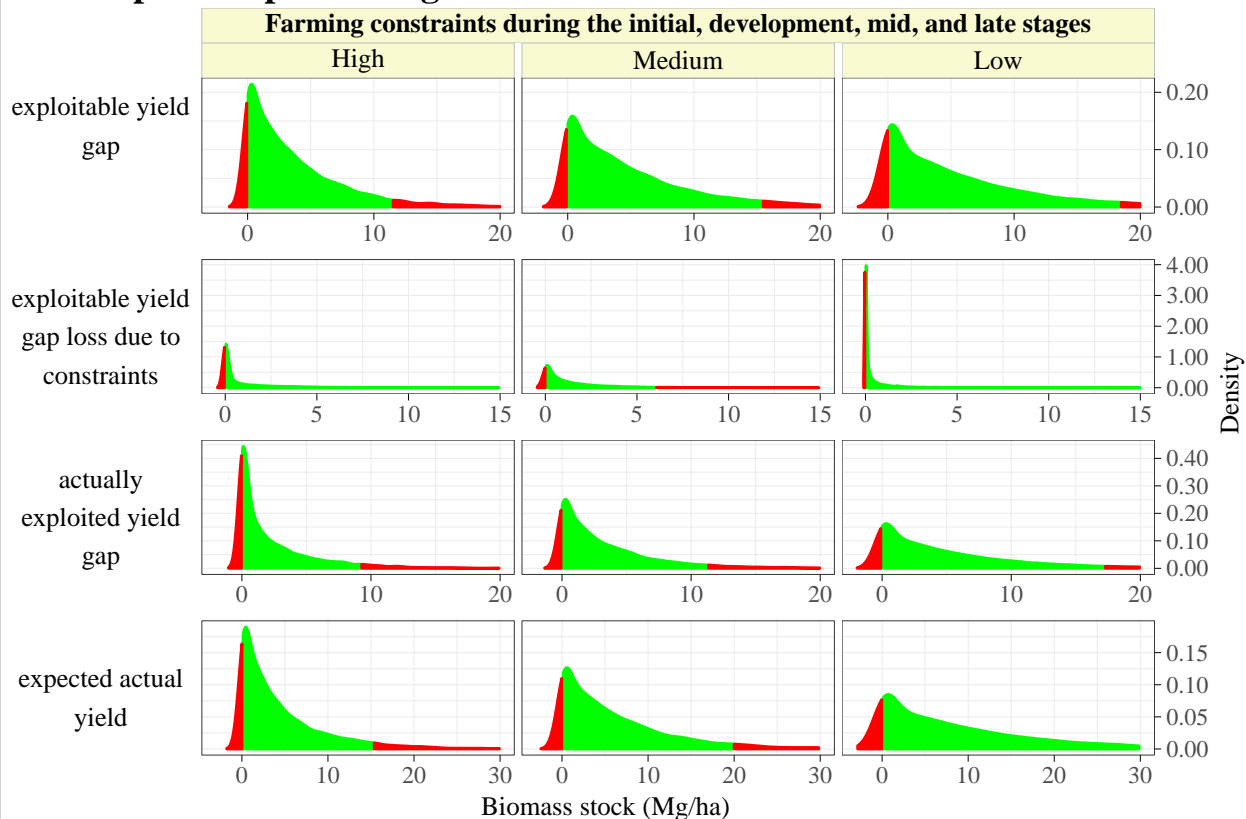 Farming constraints during the initial, development, mid, and late stages
High Medium Low
exploitable yield
gap
0.20
0.10
0.00
0 10 20 0 10 20 0 10 20
exploitable yield
gap loss due to
constraints
4.00
3.00
2.00
1.00
0.00
0 5 10 15 0 5 10 15 0 5 10 15
Density
actually
exploited yield
gap
0.40
0.30
0.20
0.10
0.00
0 10 20 0 10 20 0 10 20
expected actual
yield
0.15
0.10
0.05
0.00
0 10 20 30 0 10 20 30 0 10 20 30
Biomass stock (Mg/ha)